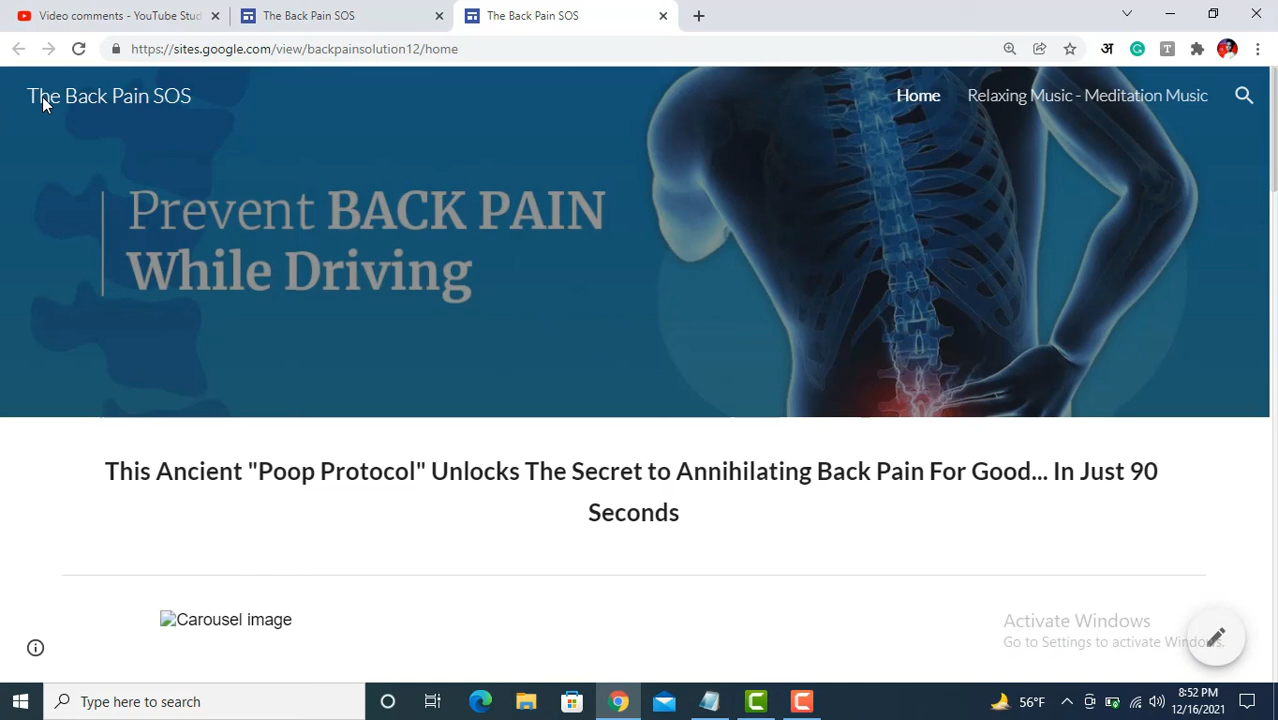 Video comments - YouTube Stud
The Back Pain SOS
The Back Pain SOS
https://sites.google.com/view/backpainsolution12/home
The Back Pain SOS
Home
Relaxing Music - Meditation Music
Prevent BACK PAIN
While Driving
This Ancient "Poop Protocol" Unlocks The Secret to Annihilating Back Pain For Good... In Just 90
Seconds
Carousel image
Activate Windows
Go to Settings to activate Windows.
Type here to search
56°F
8:52 PM
12/16/2021